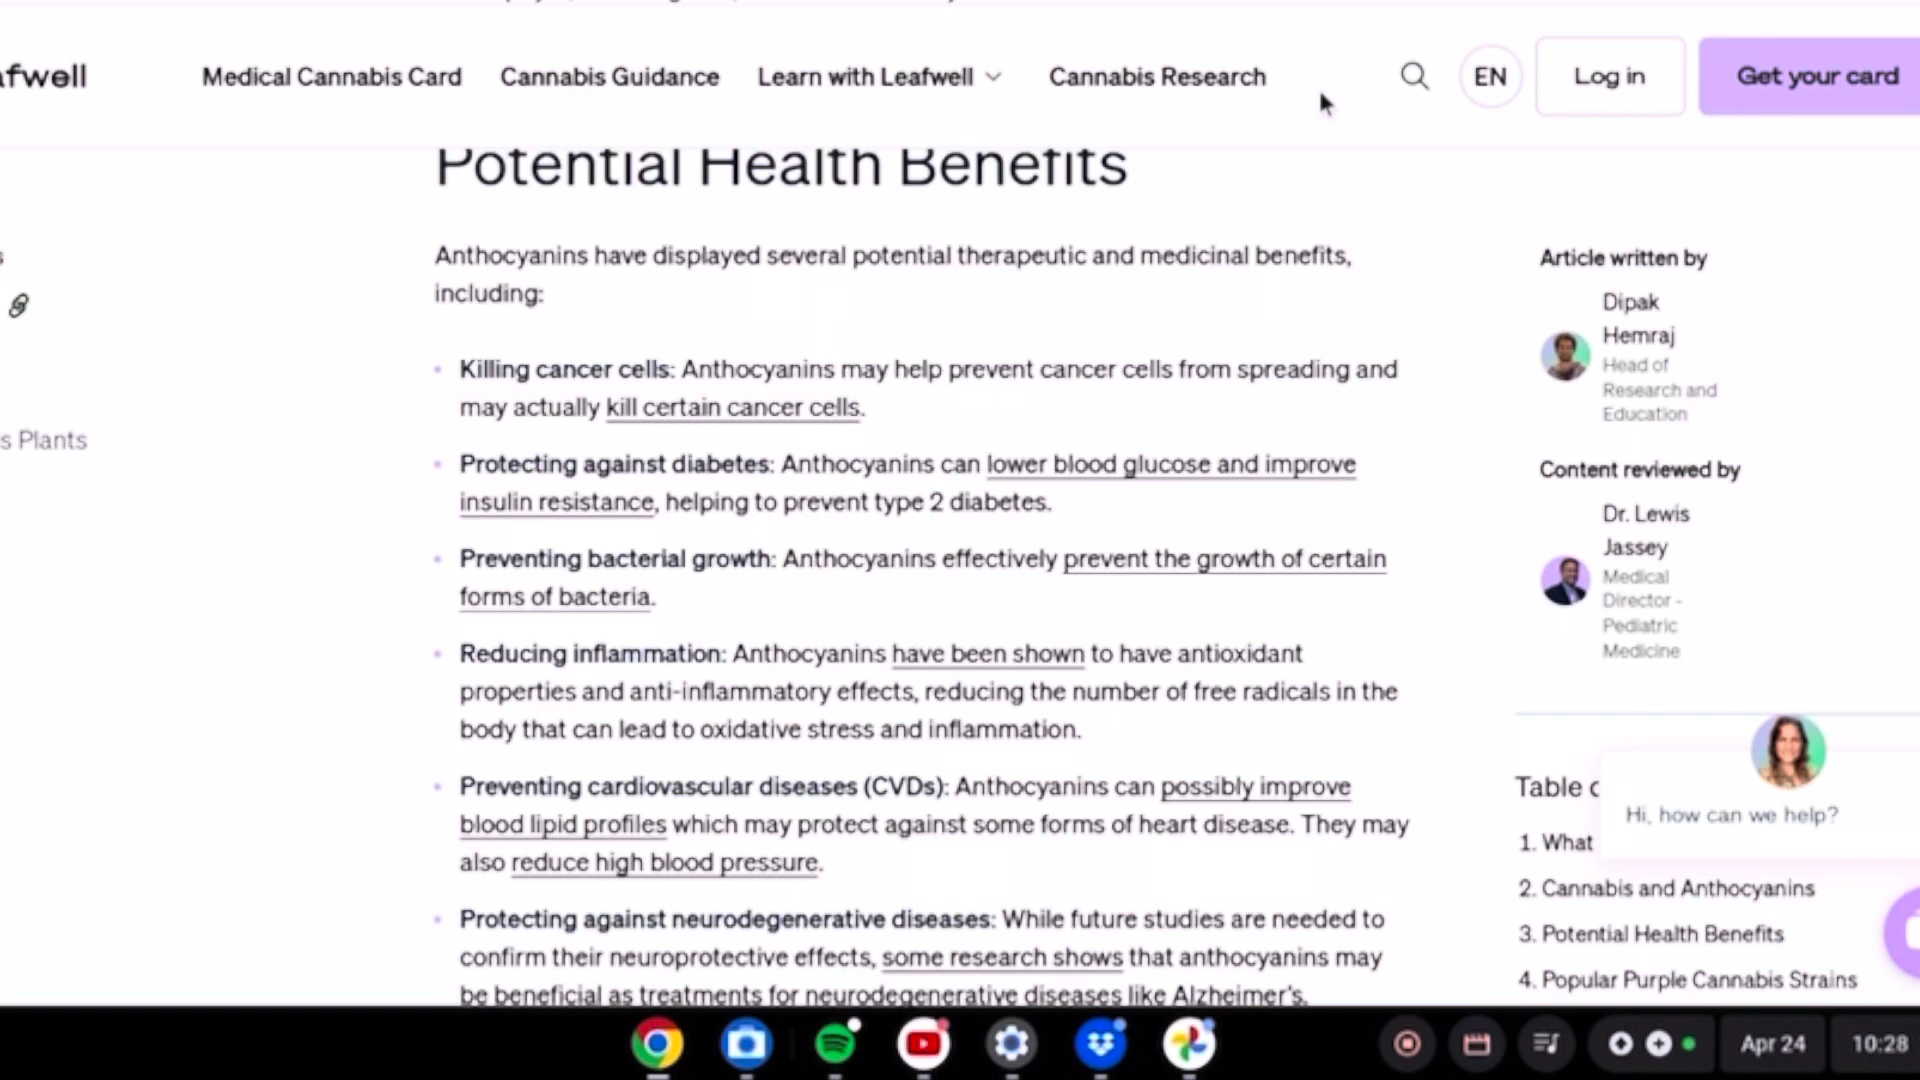 afwell
Medical Cannabis Card
Cannabis Guidance
Learn with Leafwell
Cannabis Research
EN
Log in
Get your card
Potential Health Benefits
Anthocyanins have displayed several potential therapeutic and medicinal benefits,
including:
Killing cancer cells: Anthocyanins may help prevent cancer cells from spreading and
may actually kill certain cancer cells.
Protecting against diabetes: Anthocyanins can lower blood glucose and improve
insulin resistance, helping to prevent type 2 diabetes.
Preventing bacterial growth: Anthocyanins effectively prevent the growth of certain
forms of bacteria.
Reducing inflammation: Anthocyanins have been shown to have antioxidant
properties and anti-inflammatory effects, reducing the number of free radicals in the
body that can lead to oxidative stress and inflammation.
Preventing cardiovascular diseases (CVDs): Anthocyanins can possibly improve
blood lipid profiles which may protect against some forms of heart disease. They may
also reduce high blood pressure.
Protecting against neurodegenerative diseases: While future studies are needed to
confirm their neuroprotective effects, some research shows that anthocyanins may
be beneficial as treatments for neurodegenerative diseases like Alzheimer's.
s
s Plants
Article written by
Dipak
Hemraj
Head of
Research and
Education
Content reviewed by
Dr. Lewis
Jassey
Medical
Director -
Pediatric
Medicine
Table
Hi, how can we help?
1. What
2. Cannabis and Anthocyanins
3. Potential Health Benefits
4. Popular Purple Cannabis Strains
Apr 24
10:28